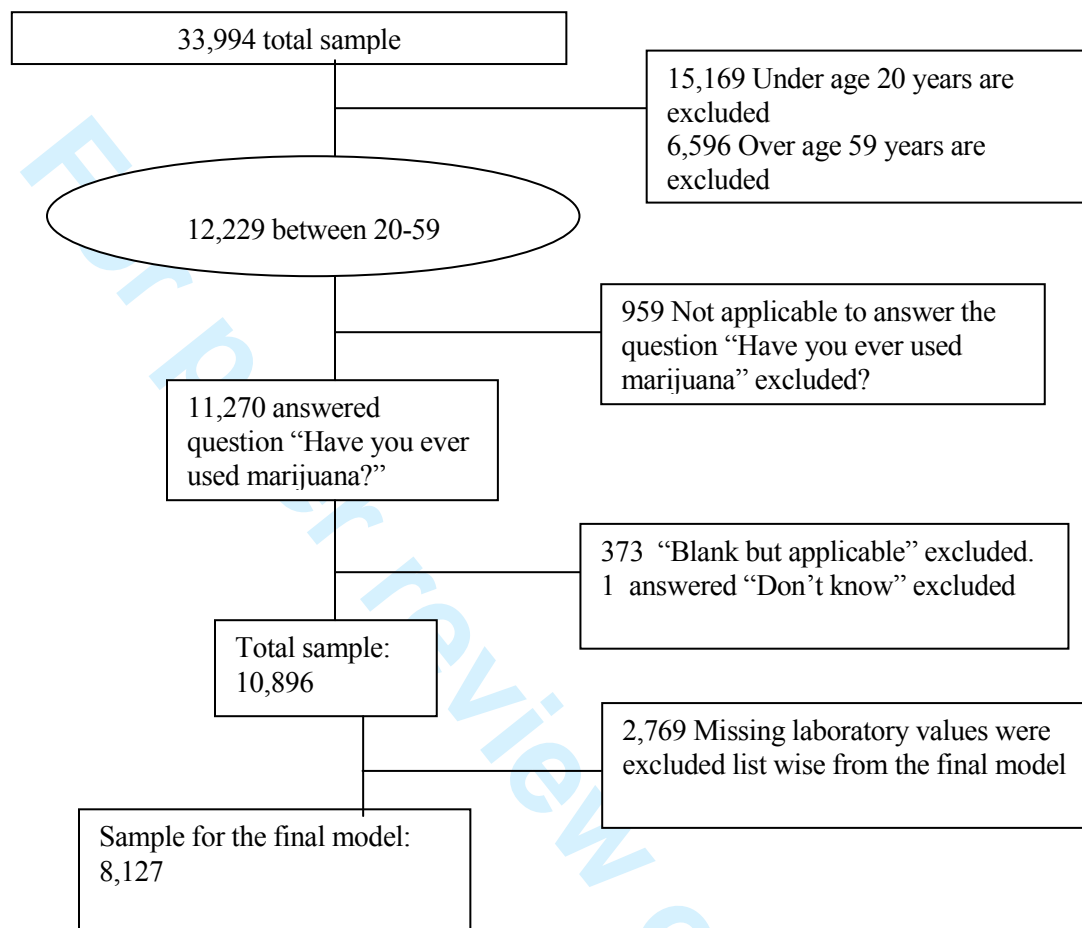 33,994 total sample
15,169 Under age 20 years are
excluded
6,596 Over age 59 years are
excluded
12,229 between 20-59
959 Not applicable to answer the
question “Have you ever used
marijuana” excluded?
11,270 answered
question “Have you ever
used marijuana?”
373 “Blank but applicable” excluded.
1 answered “Don’t know” excluded
Total sample:
10,896
2,769 Missing laboratory values were
excluded list wise from the final model
Sample for the final model:
8,127
For peer review o